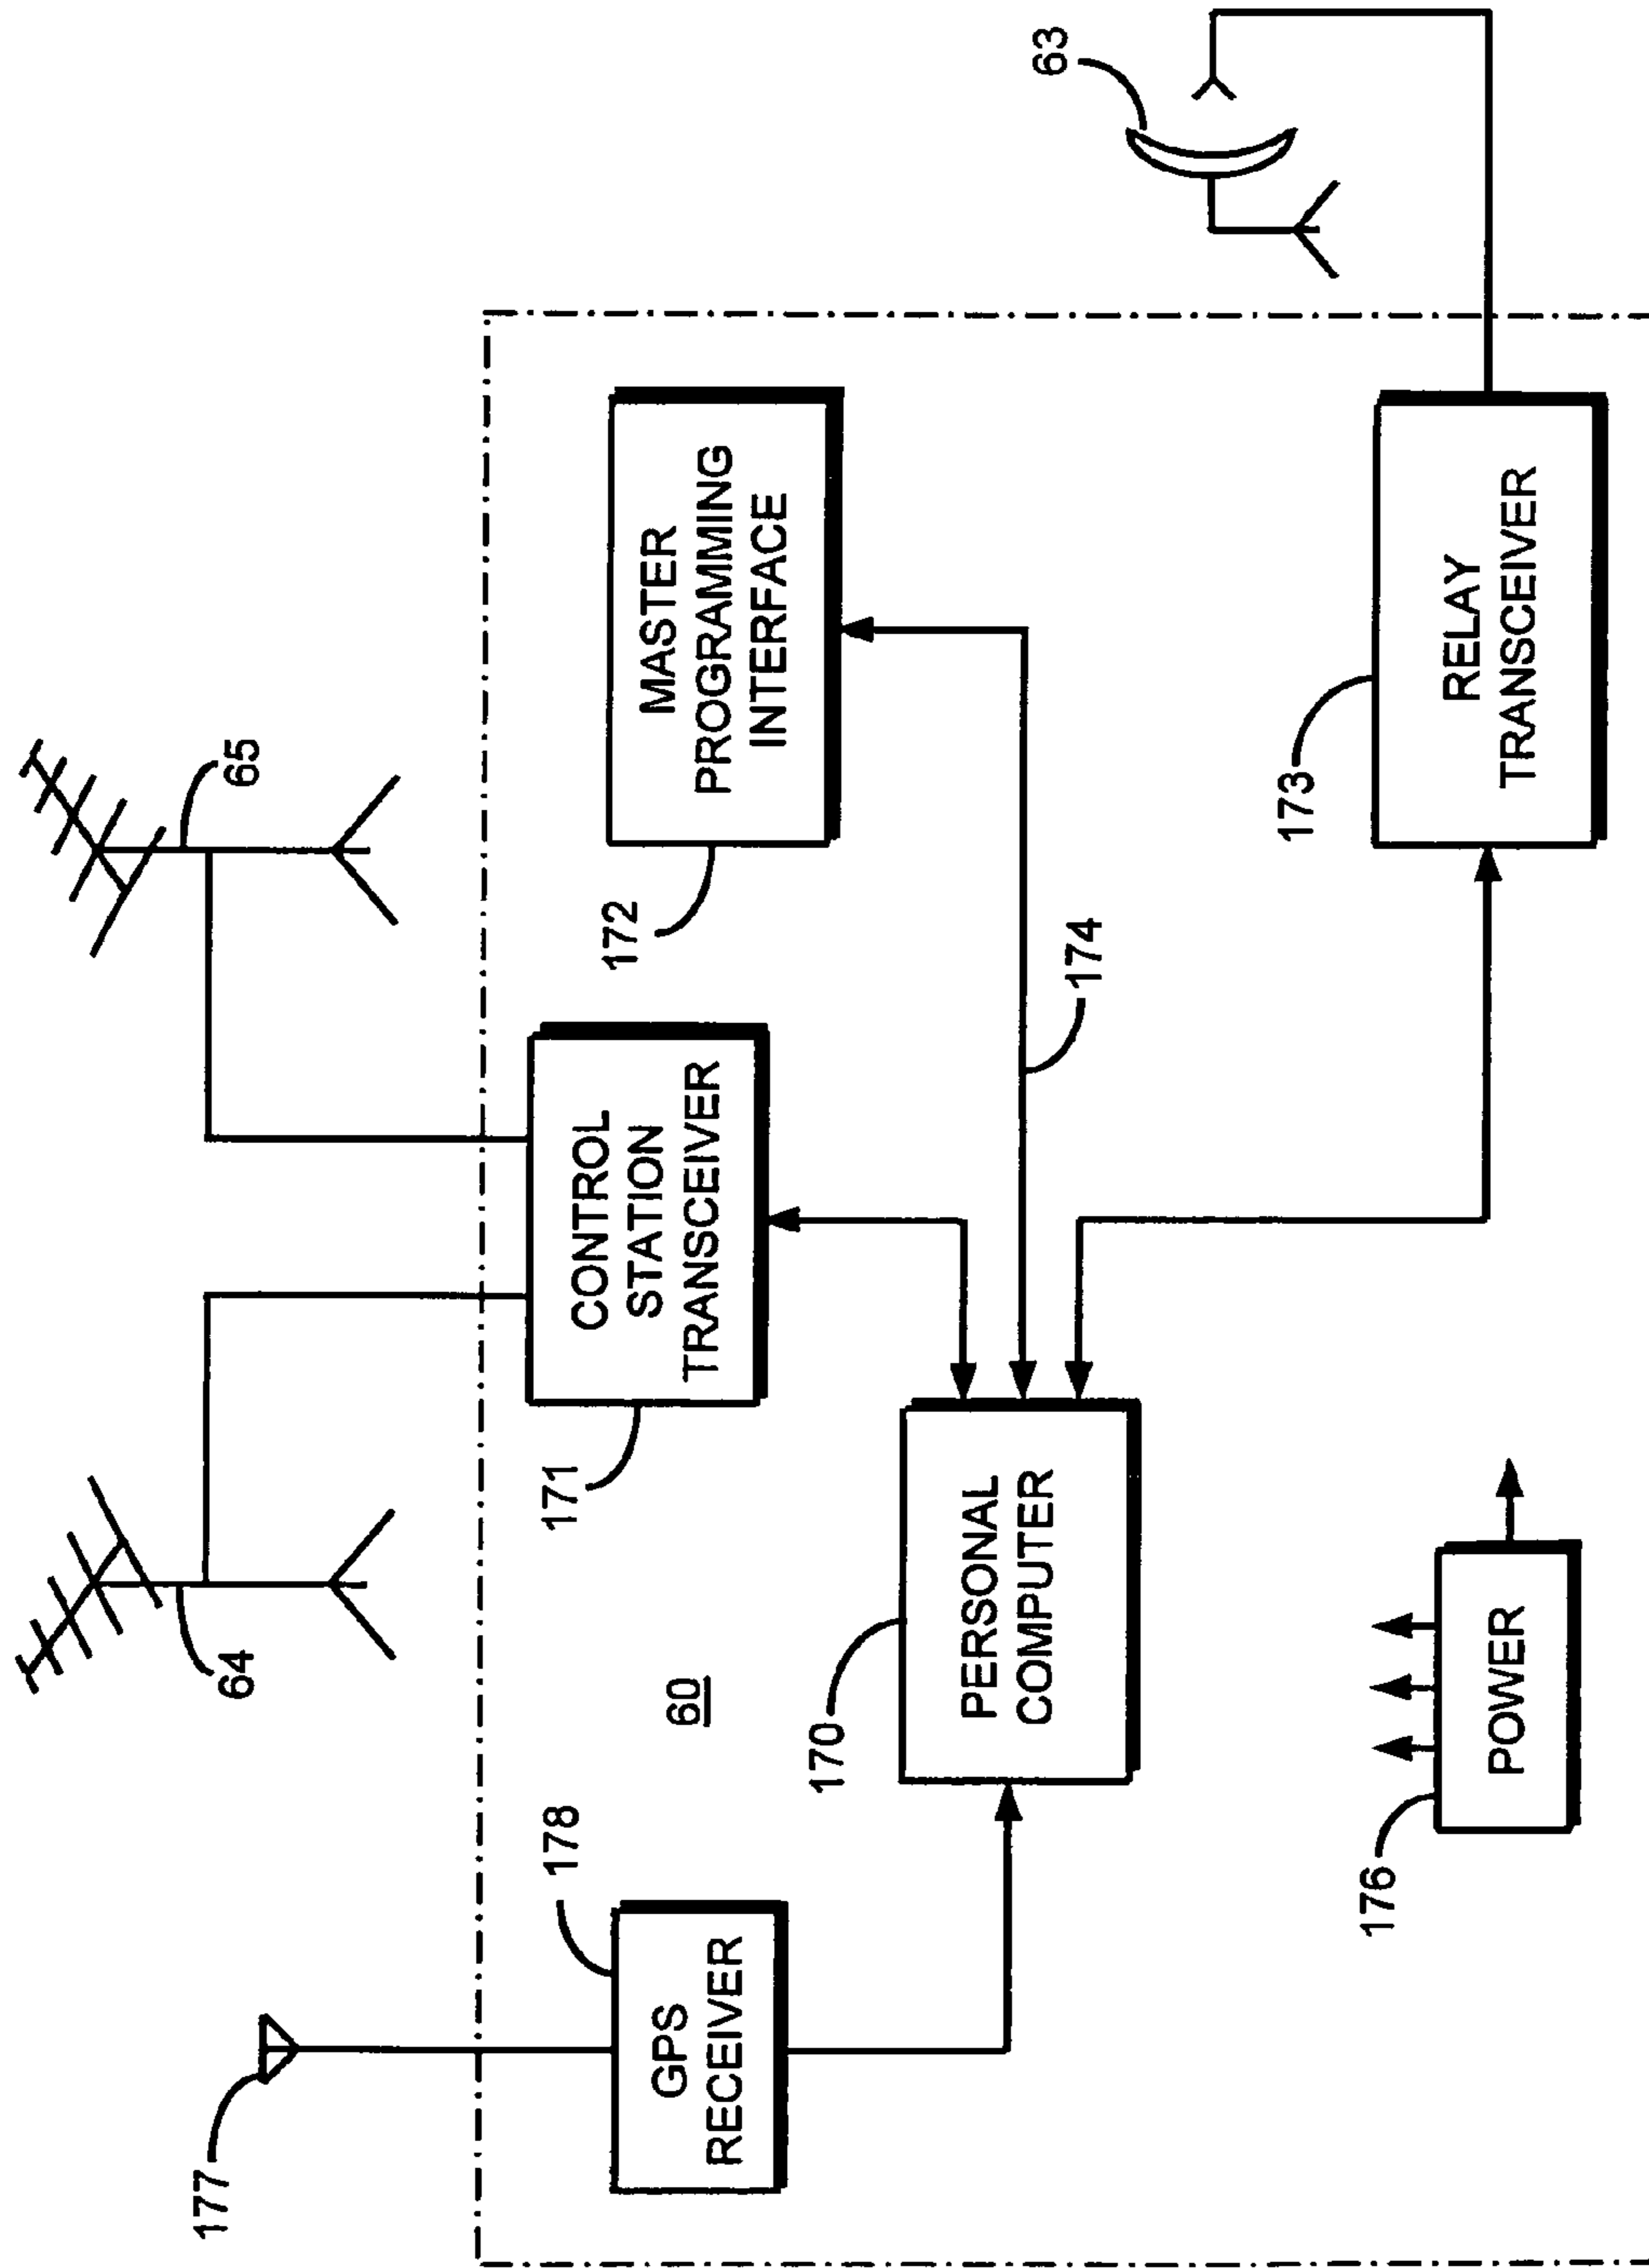 177
64
65
63
GPS
RECEIVER
178
60
CONTROL
STATION
TRANSCEIVER
171
MASTER
PROGRAMMING
INTERFACE
172
PERSONAL
COMPUTER
170
174
RELAY
TRANSCEIVER
173
POWER
176